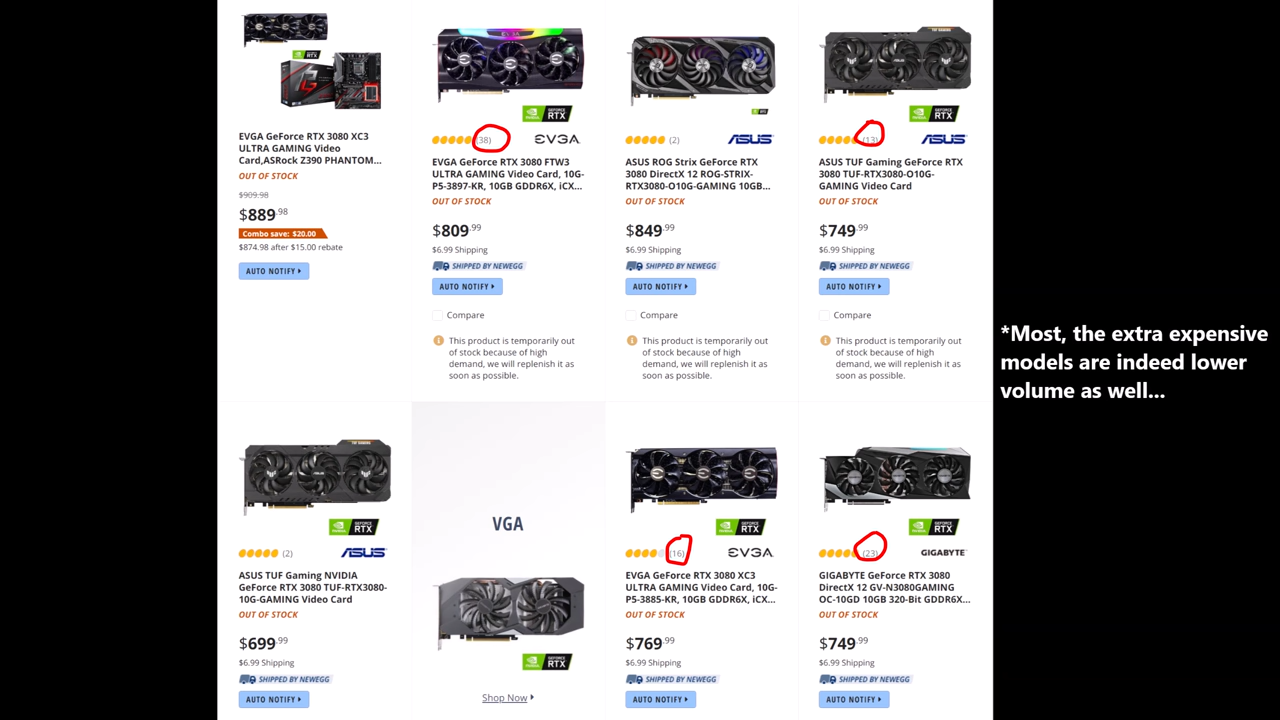 EVGA GeForce RTX 3080 XC3
ULTRA GAMING Video
Card,ASRock Z390 PHANTOM...
OUT OF STOCK
$909.98
$889.98
Combo save: $20.00
$874.98 after $15.00 rebate
AUTO NOTIFY
GEFORCE RTX
(38)
EVGA
EVGA GeForce RTX 3080 FTW3
ULTRA GAMING Video Card, 10G-
P5-3897-KR, 10GB GDDR6X, iCX...
OUT OF STOCK
$809.99
$6.99 Shipping
SHIPPED BY NEWEGG
AUTO NOTIFY
Compare
This product is temporarily out
of stock because of high
demand, we will replenish it as
soon as possible.
(2)
ASUS
ASUS ROG Strix GeForce RTX
3080 DirectX 12 ROG-STRIX-
RTX3080-O10G-GAMING 10GB...
OUT OF STOCK
$849.99
$6.99 Shipping
SHIPPED BY NEWEGG
AUTO NOTIFY
Compare
This product is temporarily out
of stock because of high
demand, we will replenish it as
soon as possible.
GEFORCE RTX
(13)
ASUS
ASUS TUF Gaming GeForce RTX
3080 TUF-RTX3080-O10G-
GAMING Video Card
OUT OF STOCK
$749.99
$6.99 Shipping
SHIPPED BY NEWEGG
AUTO NOTIFY
Compare
This product is temporarily out
of stock because of high
demand, we will replenish it as
soon as possible.
*Most, the extra expensive
models are indeed lower
volume as well...
GEFORCE RTX
(2)
ASUS
ASUS TUF Gaming NVIDIA
GeForce RTX 3080 TUF-RTX3080-
10G-GAMING Video Card
OUT OF STOCK
$699.99
$6.99 Shipping
SHIPPED BY NEWEGG
AUTO NOTIFY
VGA
GEFORCE RTX
Shop Now
GEFORCE RTX
(16)
EVGA
EVGA GeForce RTX 3080 XC3
ULTRA GAMING Video Card, 10G-
P5-3885-KR, 10GB GDDR6X, iCX...
OUT OF STOCK
$769.99
$6.99 Shipping
SHIPPED BY NEWEGG
AUTO NOTIFY
GEFORCE RTX
(23)
GIGABYTE
GIGABYTE GeForce RTX 3080
DirectX 12 GV-N3080GAMING
OC-10GD 10GB 320-Bit GDDR6X...
OUT OF STOCK
$749.99
$6.99 Shipping
SHIPPED BY NEWEGG
AUTO NOTIFY